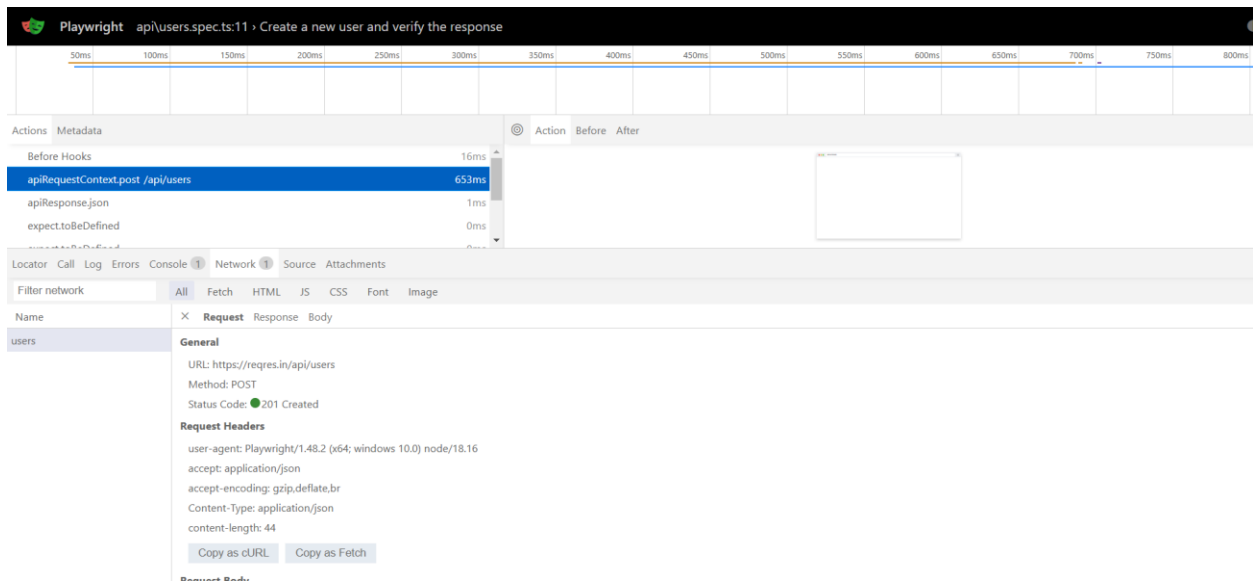 Playwright api\users.spec.ts:11 › Create a new user and verify the response
50ms 100ms 150ms 200ms 250ms 300ms 350ms 400ms 450ms 500ms 550ms 600ms 650ms 700ms 750ms 800ms
Actions Metadata
Action Before After
Before Hooks 16ms
apiRequestContext.post /api/users 653ms
apiResponse.json 1ms
expect.toBeDefined 0ms
expect.toBeDefined 0ms
Locator Call Log Errors Console 1 Network 1 Source Attachments
Filter network All Fetch HTML JS CSS Font Image
Name × Request Response Body
users
General
URL: https://reqres.in/api/users
Method: POST
Status Code: 201 Created
Request Headers
user-agent: Playwright/1.48.2 (x64; windows 10.0) node/18.16
accept: application/json
accept-encoding: gzip,deflate,br
Content-Type: application/json
content-length: 44
Copy as cURL Copy as Fetch
Request Body